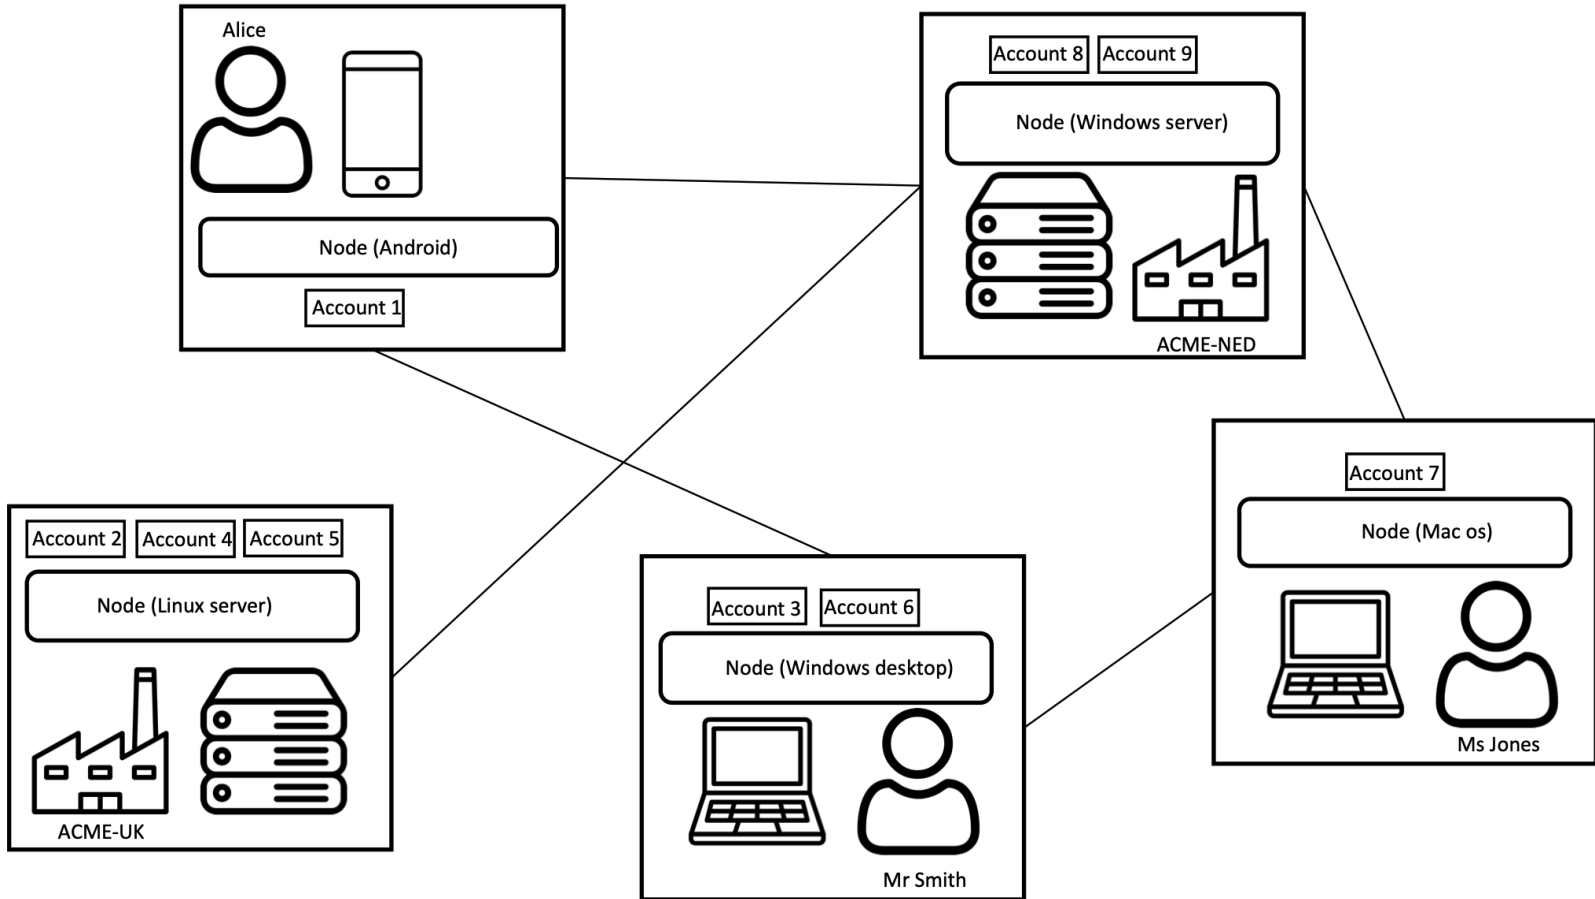 Alice
Node (Android)
Account 1
Account 8
Account 9
Node (Windows server)
ACME-NED
Account 7
Node (Mac os)
Ms Jones
Account 2
Account 4
Account 5
Node (Linux server)
ACME-UK
Account 3
Account 6
Node (Windows desktop)
Mr Smith